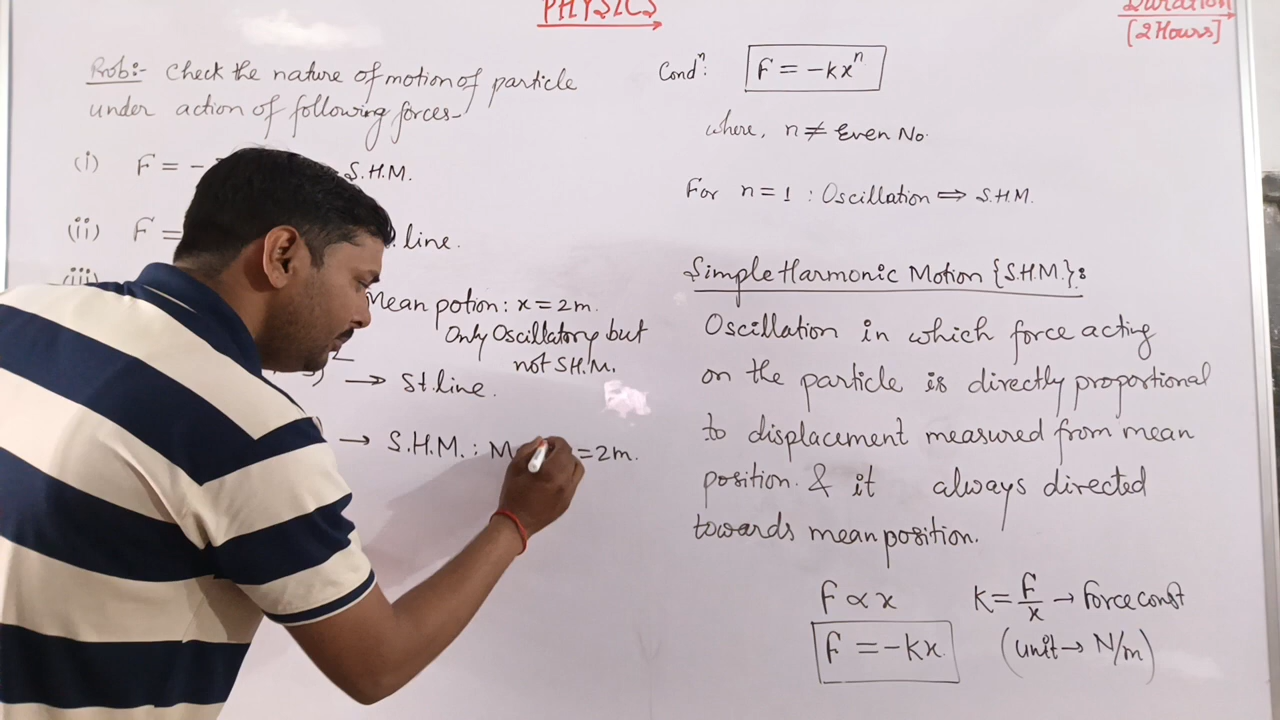 PHYSICS
Duration
[2 Hours]
Prob:- Check the nature of motion of particle
under action of following forces-
(i) F = - S.H.M.
(ii) F = line.
(iii)
Mean potion: x = 2m.
Only Oscillatory but
not S.H.M.
→ St. line.
→ S.H.M. : M = 2m.
Condⁿ: F = -kxⁿ
where, n ≠ Even No.
For n = 1 : Oscillation ⇒ S.H.M.
Simple Harmonic Motion {S.H.M.}:
Oscillation in which force acting
on the particle is directly proportional
to displacement measured from mean
position. & it always directed
towards mean position.
F ∝ x
F = -kx
K = F/x → Force const
(unit → N/m)